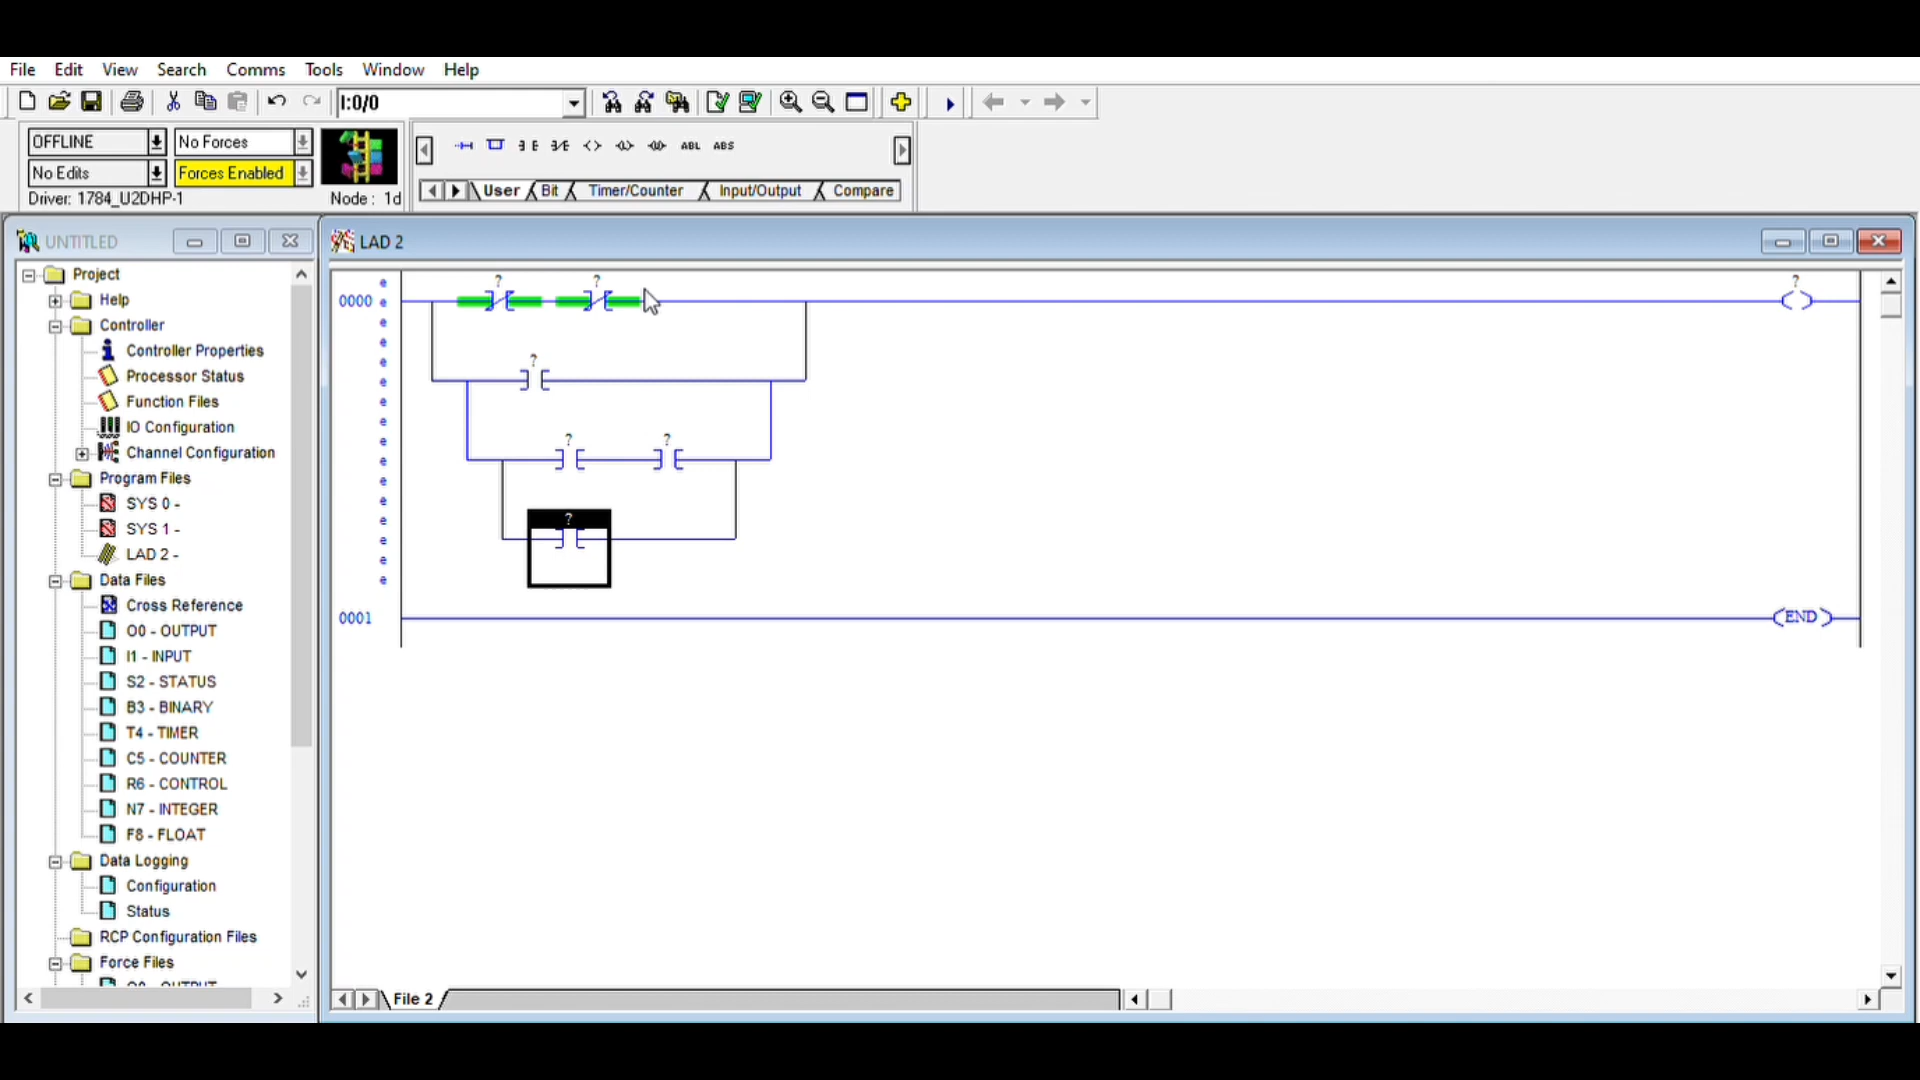 File Edit View Search Comms Tools Window Help
I:0/0
OFFLINE No Forces
No Edits Forces Enabled
Driver: 1784_U2DHP-1 Node : 1d
ABL ABS
User Bit Timer/Counter Input/Output Compare
UNTITLED
LAD 2
Project
Help
Controller
Controller Properties
Processor Status
Function Files
IO Configuration
Channel Configuration
Program Files
SYS 0 -
SYS 1 -
LAD 2 -
Data Files
Cross Reference
O0 - OUTPUT
I1 - INPUT
S2 - STATUS
B3 - BINARY
T4 - TIMER
C5 - COUNTER
R6 - CONTROL
N7 - INTEGER
F8 - FLOAT
Data Logging
Configuration
Status
RCP Configuration Files
Force Files
O0 - OUTPUT
e ? ? ?
0000 e
e
e
e ?
e
e
e
e ? ?
e
e
e
e ?
e
e
e
0001 END
File 2